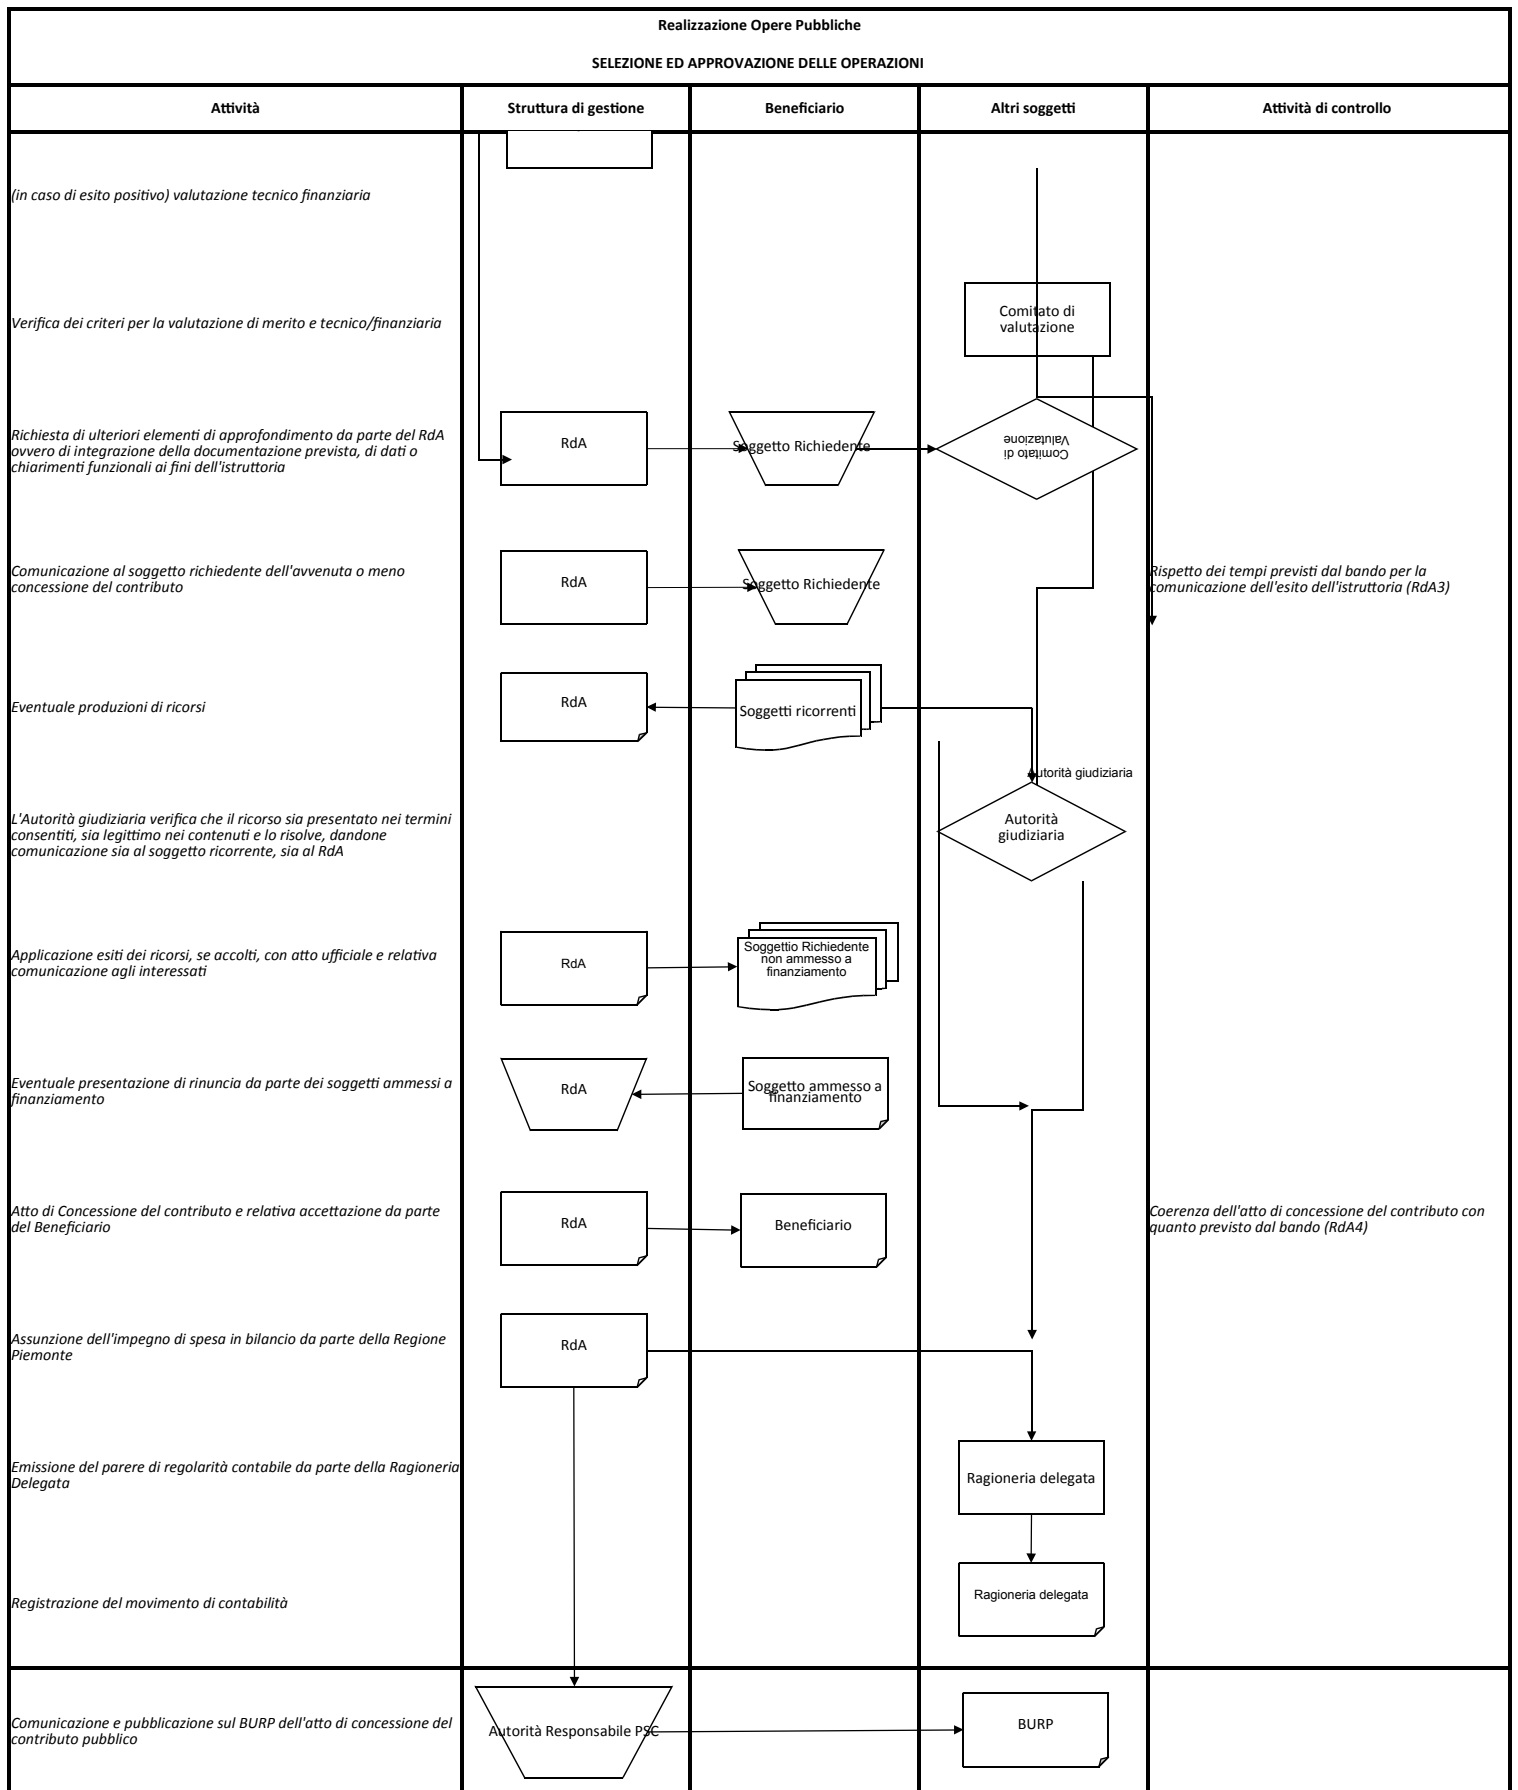 Realizzazione Opere Pubbliche
SELEZIONE ED APPROVAZIONE DELLE OPERAZIONI
Attività
Struttura di gestione
Beneficiario
Altri soggetti
Attività di controllo
(in caso di esito positivo) valutazione tecnico finanziaria
Verifica dei criteri per la valutazione di merito e tecnico/finanziaria
Comitato di
valutazione
Richiesta di ulteriori elementi di approfondimento da parte del RdA
ovvero di integrazione della documentazione prevista, di dati o
chiarimenti funzionali ai fini dell'istruttoria
RdA
Soggetto Richiedente
Comitato di
Valutazione
Comunicazione al soggetto richiedente dell'avvenuta o meno
concessione del contributo
RdA
Soggetto Richiedente
Rispetto dei tempi previsti dal bando per la
comunicazione dell'esito dell'istruttoria (RdA3)
Eventuale produzioni di ricorsi
RdA
Soggetti ricorrenti
Autorità giudiziaria
L'Autorità giudiziaria verifica che il ricorso sia presentato nei termini
consentiti, sia legittimo nei contenuti e lo risolve, dandone
comunicazione sia al soggetto ricorrente, sia al RdA
Autorità
giudiziaria
Applicazione esiti dei ricorsi, se accolti, con atto ufficiale e relativa
comunicazione agli interessati
RdA
Soggettio Richiedente
non ammesso a
finanziamento
Eventuale presentazione di rinuncia da parte dei soggetti ammessi a
finanziamento
RdA
Soggetto ammesso a
finanziamento
Atto di Concessione del contributo e relativa accettazione da parte
del Beneficiario
RdA
Beneficiario
Coerenza dell'atto di concessione del contributo con
quanto previsto dal bando (RdA4)
Assunzione dell'impegno di spesa in bilancio da parte della Regione
Piemonte
RdA
Emissione del parere di regolarità contabile da parte della Ragioneria
Delegata
Ragioneria delegata
Registrazione del movimento di contabilità
Ragioneria delegata
Comunicazione e pubblicazione sul BURP dell'atto di concessione del
contributo pubblico
Autorità Responsabile PSC
BURP